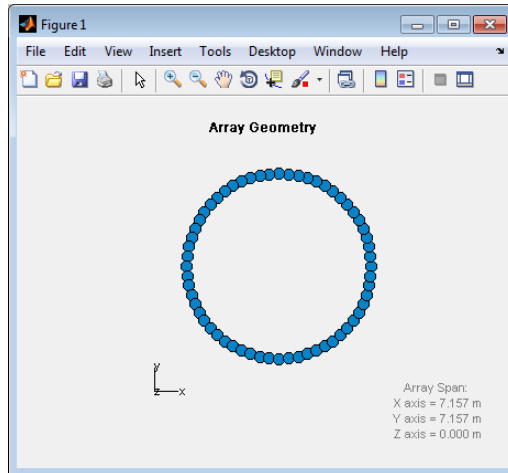 Figure 1
File Edit View Insert Tools Desktop Window Help
Array Geometry
y
z x
Array Span:
X axis = 7.157 m
Y axis = 7.157 m
Z axis = 0.000 m